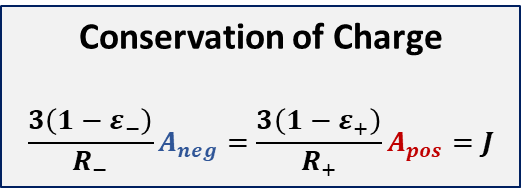 Conservation of Charge
3(1 − ε₋)/R₋ A_neg = 3(1 − ε₊)/R₊ A_pos = J